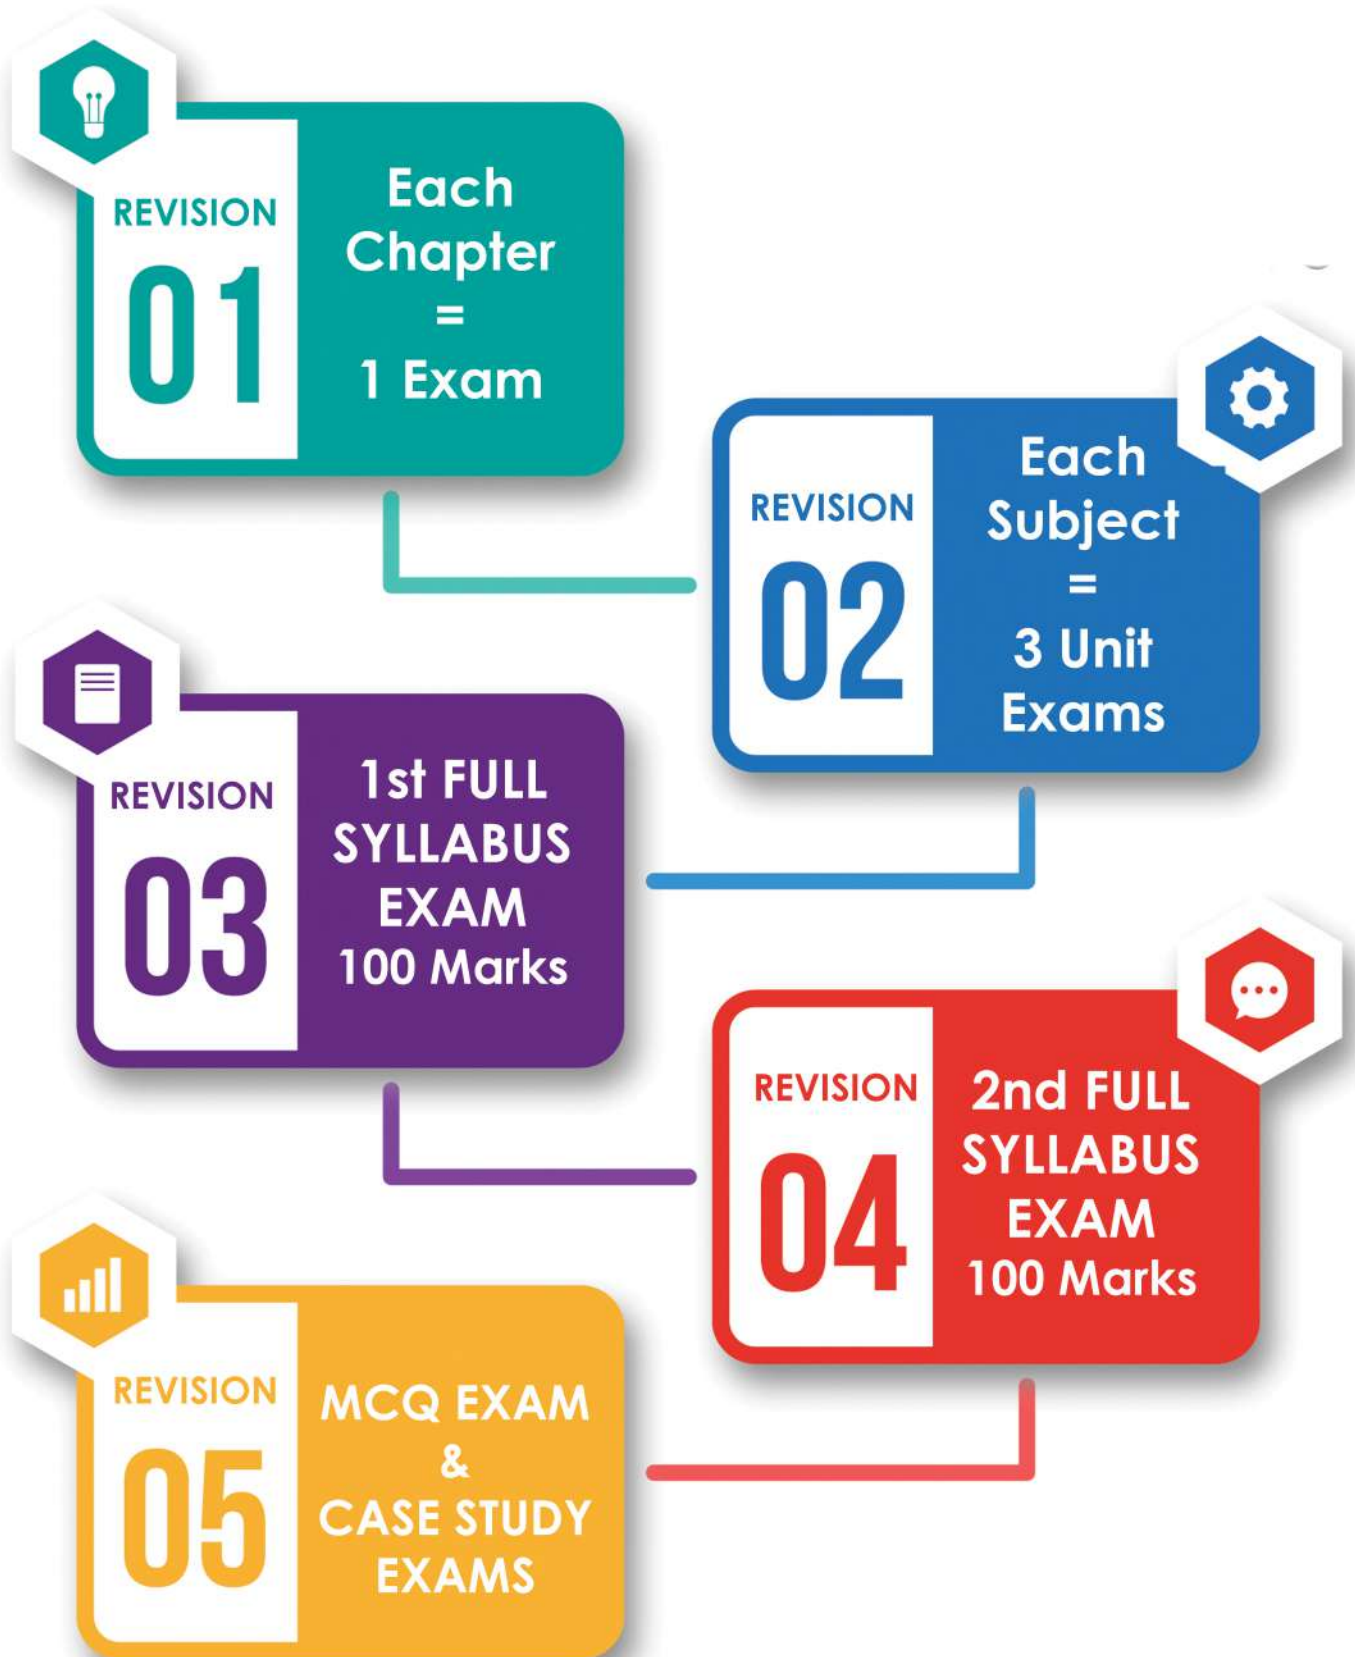 REVISION
01
Each
Chapter
=
1 Exam
REVISION
02
Each
Subject
=
3 Unit
Exams
REVISION
03
1st FULL
SYLLABUS
EXAM
100 Marks
REVISION
04
2nd FULL
SYLLABUS
EXAM
100 Marks
REVISION
05
MCQ EXAM
&
CASE STUDY
EXAMS